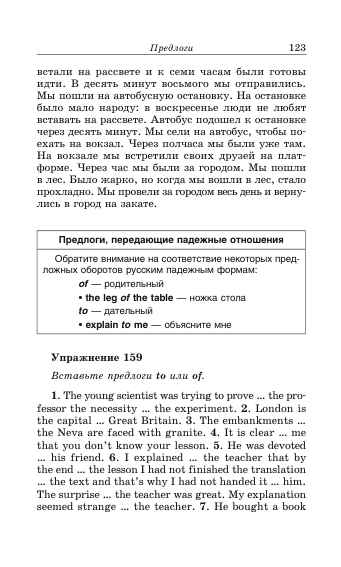 Предлоги 123
встали на рассвете и к семи часам были готовы
идти. В десять минут восьмого мы отправились.
Мы пошли на автобусную остановку. На остановке
было мало народу: в воскресенье люди не любят
вставать на рассвете. Автобус подошел к остановке
через десять минут. Мы сели на автобус, чтобы по-
ехать на вокзал. Через полчаса мы были уже там.
На вокзале мы встретили своих друзей на плат-
форме. Через час мы были за городом. Мы пошли
в лес. Было жарко, но когда мы вошли в лес, стало
прохладно. Мы провели за городом весь день и верну-
лись в город на закате.
Предлоги, передающие падежные отношения
Обратите внимание на соответствие некоторых пред-
ложных оборотов русским падежным формам:
of — родительный
• the leg of the table — ножка стола
to — дательный
• explain to me — объясните мне
Упражнение 159
Вставьте предлоги to или of.
1. The young scientist was trying to prove ... the pro-
fessor the necessity ... the experiment. 2. London is
the capital ... Great Britain. 3. The embankments ...
the Neva are faced with granite. 4. It is clear ... me
that you don't know your lesson. 5. He was devoted
... his friend. 6. I explained ... the teacher that by
the end ... the lesson I had not finished the translation
... the text and that's why I had not handed it ... him.
The surprise ... the teacher was great. My explanation
seemed strange ... the teacher. 7. He bought a book